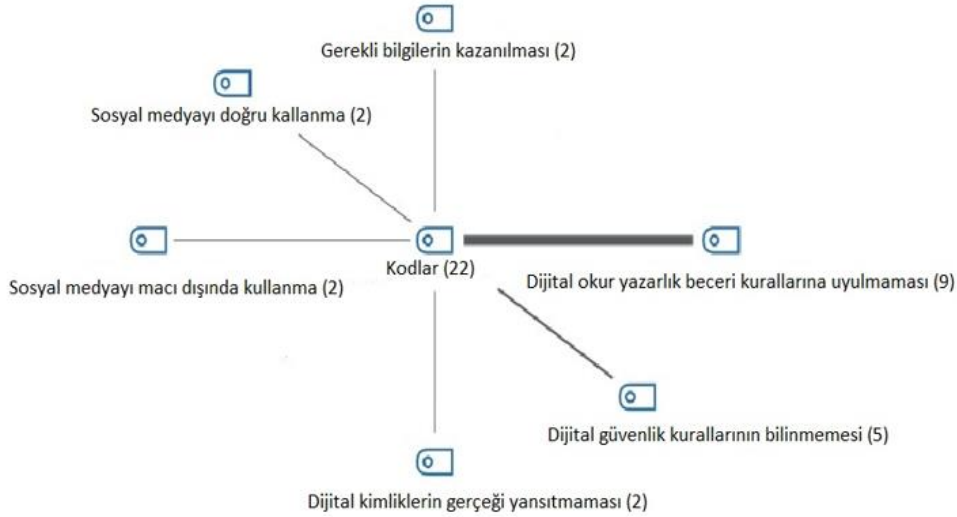 Gerekli bilgilerin kazanılması (2)
Sosyal medyayı doğru kallanma (2)
Kodlar (22)
Sosyal medyayı macı dışında kullanma (2)
Dijital okur yazarlık beceri kurallarına uyulmaması (9)
Dijital güvenlik kurallarının bilinmemesi (5)
Dijital kimliklerin gerçeği yansıtmaması (2)